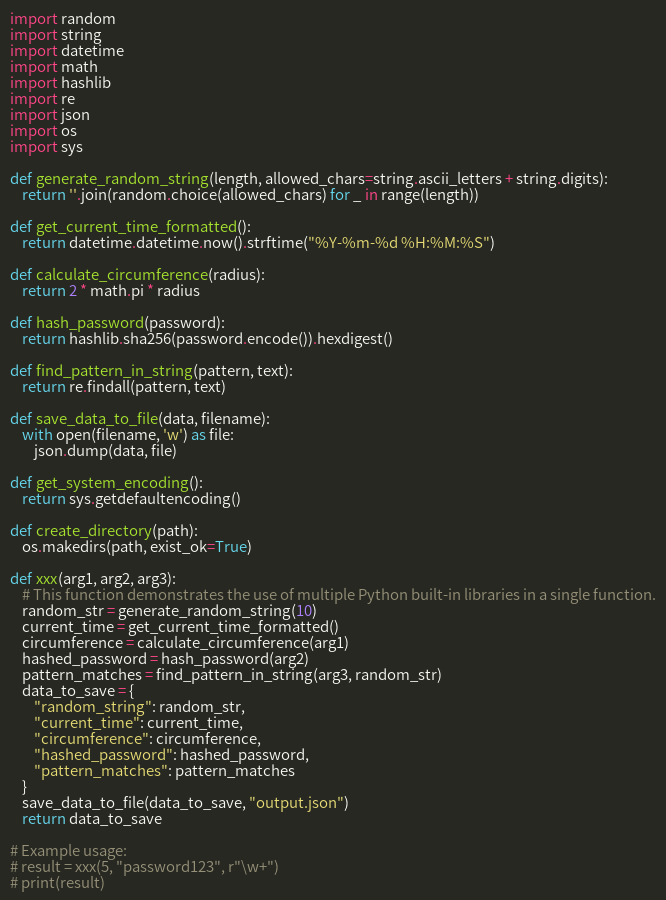 import random
import string
import datetime
import math
import hashlib
import re
import json
import os
import sys

def generate_random_string(length, allowed_chars=string.ascii_letters + string.digits):
    return ''.join(random.choice(allowed_chars) for _ in range(length))

def get_current_time_formatted():
    return datetime.datetime.now().strftime("%Y-%m-%d %H:%M:%S")

def calculate_circumference(radius):
    return 2 * math.pi * radius

def hash_password(password):
    return hashlib.sha256(password.encode()).hexdigest()

def find_pattern_in_string(pattern, text):
    return re.findall(pattern, text)

def save_data_to_file(data, filename):
    with open(filename, 'w') as file:
        json.dump(data, file)

def get_system_encoding():
    return sys.getdefaultencoding()

def create_directory(path):
    os.makedirs(path, exist_ok=True)

def xxx(arg1, arg2, arg3):
    # This function demonstrates the use of multiple Python built-in libraries in a single function.
    random_str = generate_random_string(10)
    current_time = get_current_time_formatted()
    circumference = calculate_circumference(arg1)
    hashed_password = hash_password(arg2)
    pattern_matches = find_pattern_in_string(arg3, random_str)
    data_to_save = {
        "random_string": random_str,
        "current_time": current_time,
        "circumference": circumference,
        "hashed_password": hashed_password,
        "pattern_matches": pattern_matches
    }
    save_data_to_file(data_to_save, "output.json")
    return data_to_save

# Example usage:
# result = xxx(5, "password123", r"\w+")
# print(result)